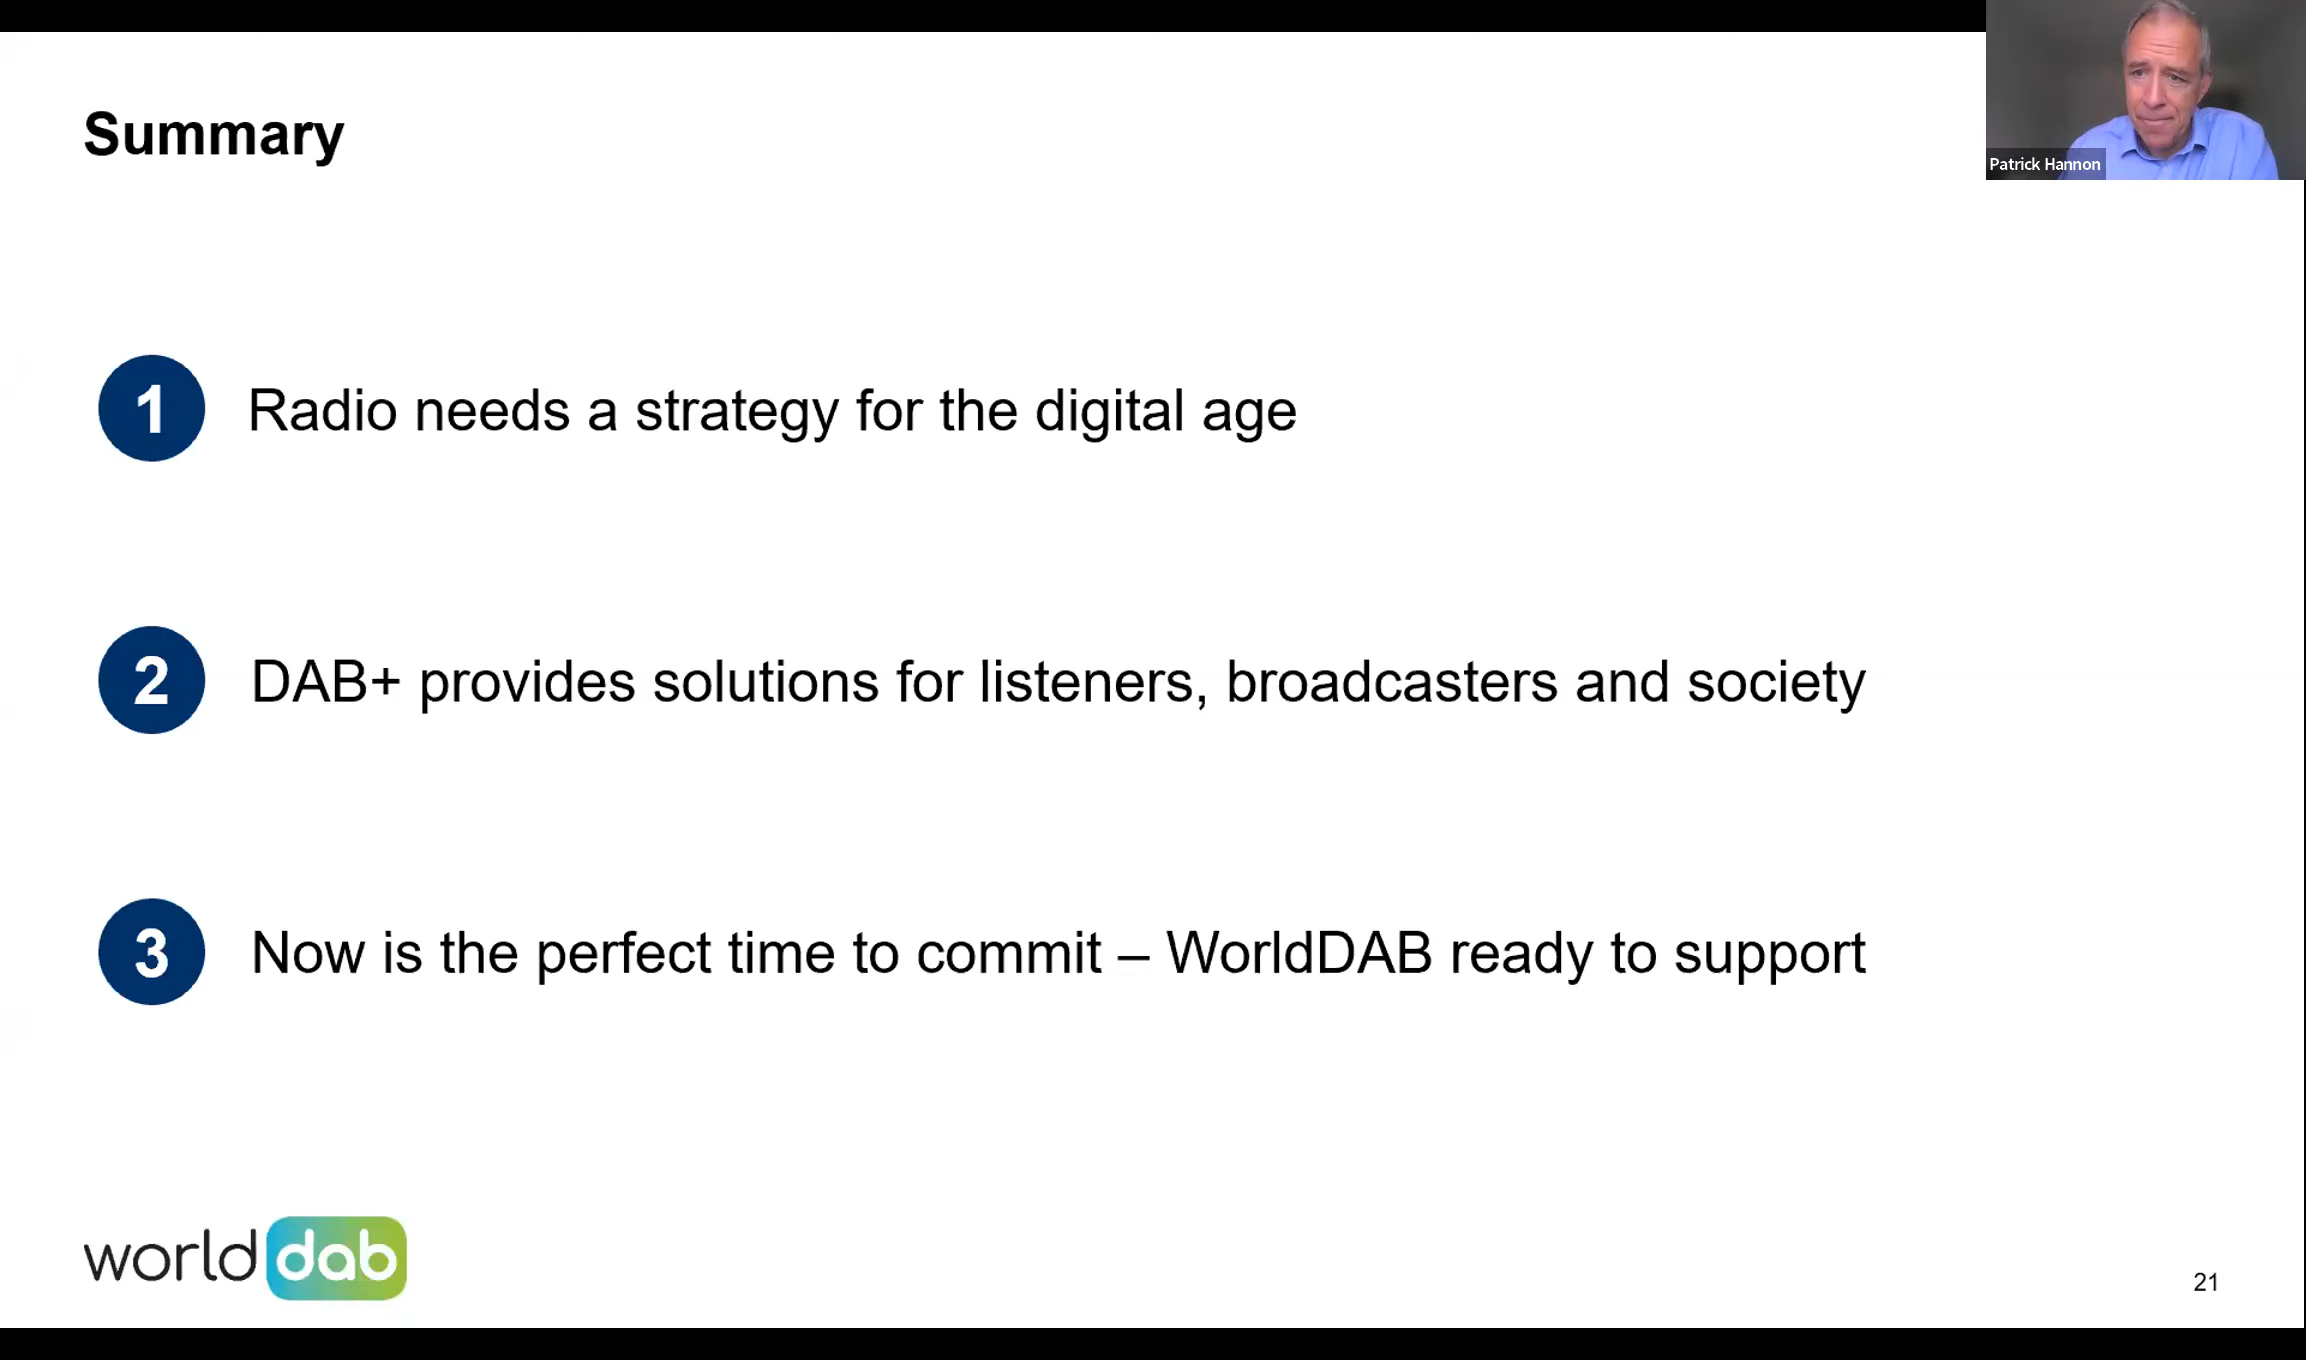 Summary
Patrick Hannon
1 Radio needs a strategy for the digital age
2 DAB+ provides solutions for listeners, broadcasters and society
3 Now is the perfect time to commit – WorldDAB ready to support
world dab
21